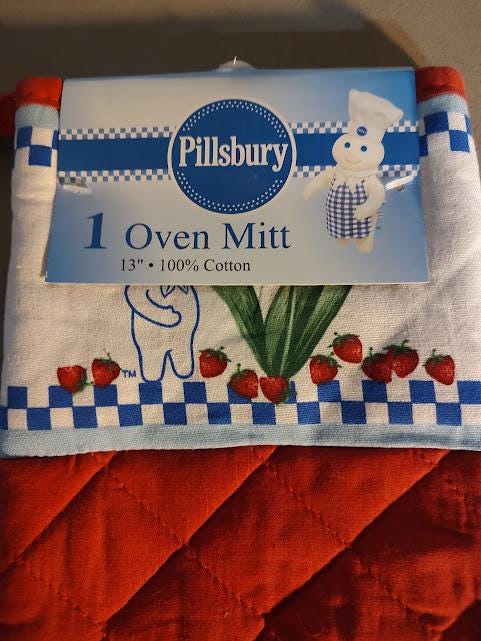 Pillsbury
1 Oven Mitt
13" • 100% Cotton
TM